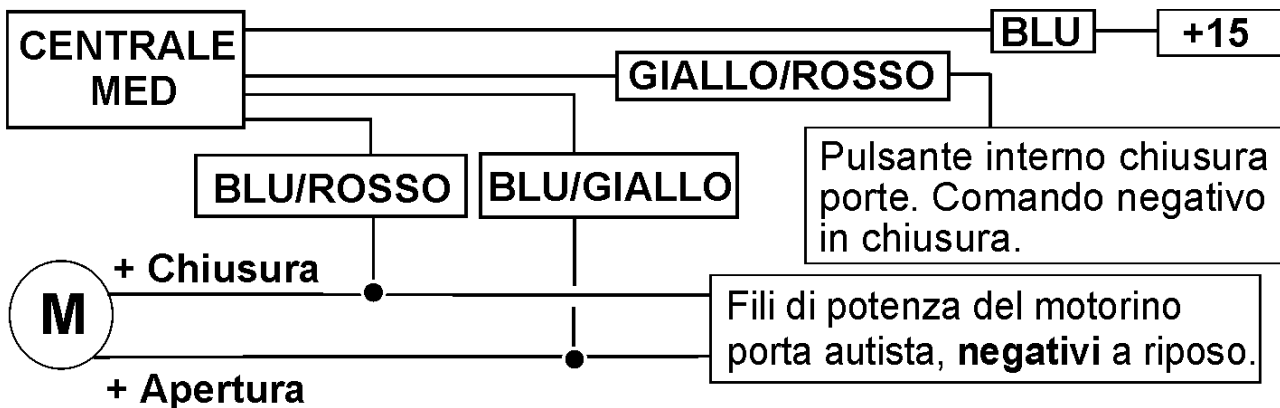 CENTRALE
MED
BLU
+15
GIALLO/ROSSO
BLU/ROSSO
BLU/GIALLO
Pulsante interno chiusura
porte. Comando negativo
in chiusura.
+ Chiusura
M
Fili di potenza del motorino
porta autista, negativi a riposo.
+ Apertura